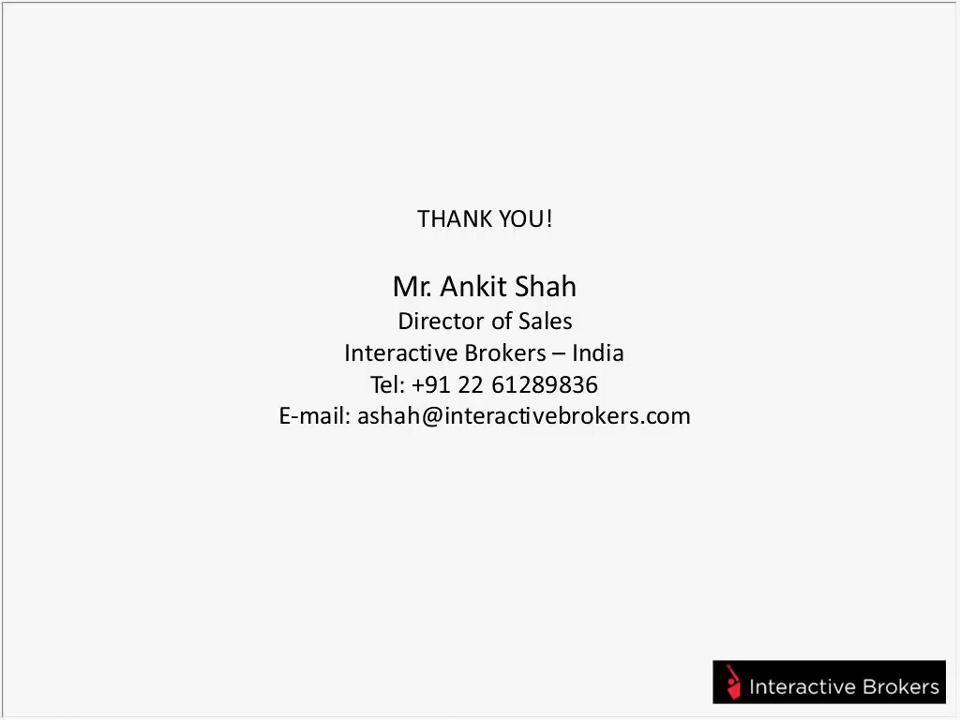 THANK YOU!
Mr. Ankit Shah
Director of Sales
Interactive Brokers – India
Tel: +91 22 61289836
E-mail: ashah@interactivebrokers.com
Interactive Brokers